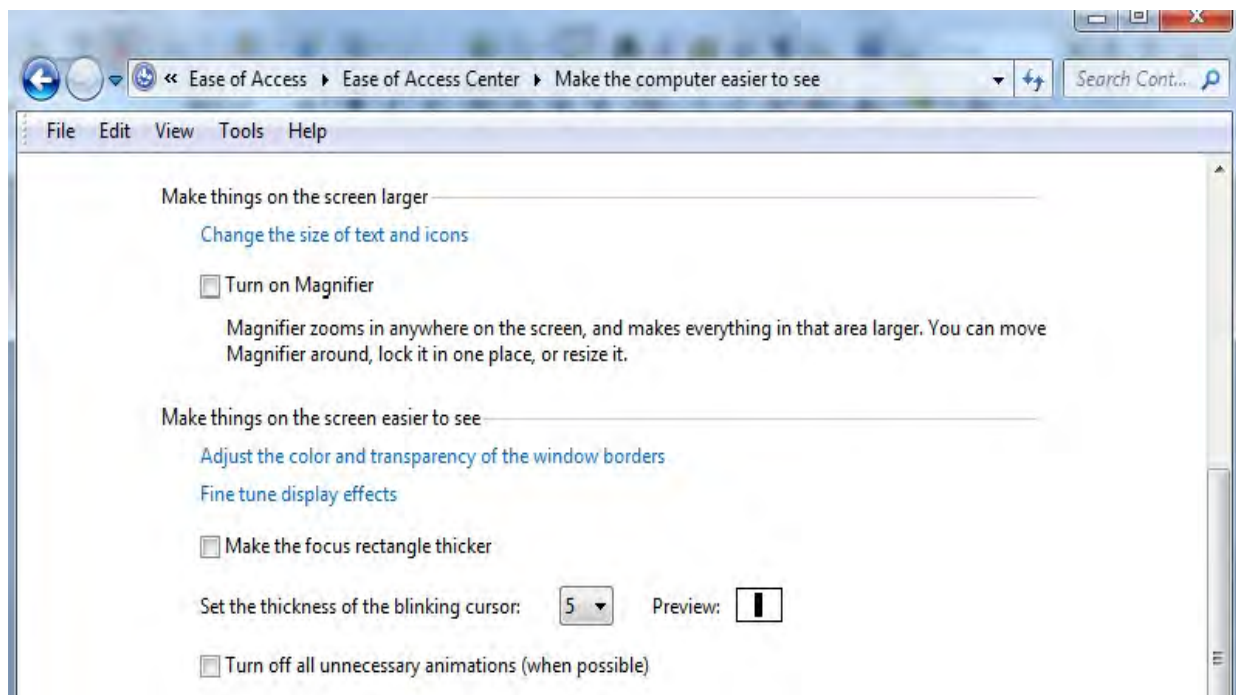 « Ease of Access ▸ Ease of Access Center ▸ Make the computer easier to see
Search Cont...
File Edit View Tools Help
Make things on the screen larger
Change the size of text and icons
Turn on Magnifier
Magnifier zooms in anywhere on the screen, and makes everything in that area larger. You can move
Magnifier around, lock it in one place, or resize it.
Make things on the screen easier to see
Adjust the color and transparency of the window borders
Fine tune display effects
Make the focus rectangle thicker
Set the thickness of the blinking cursor: 5 Preview:
Turn off all unnecessary animations (when possible)